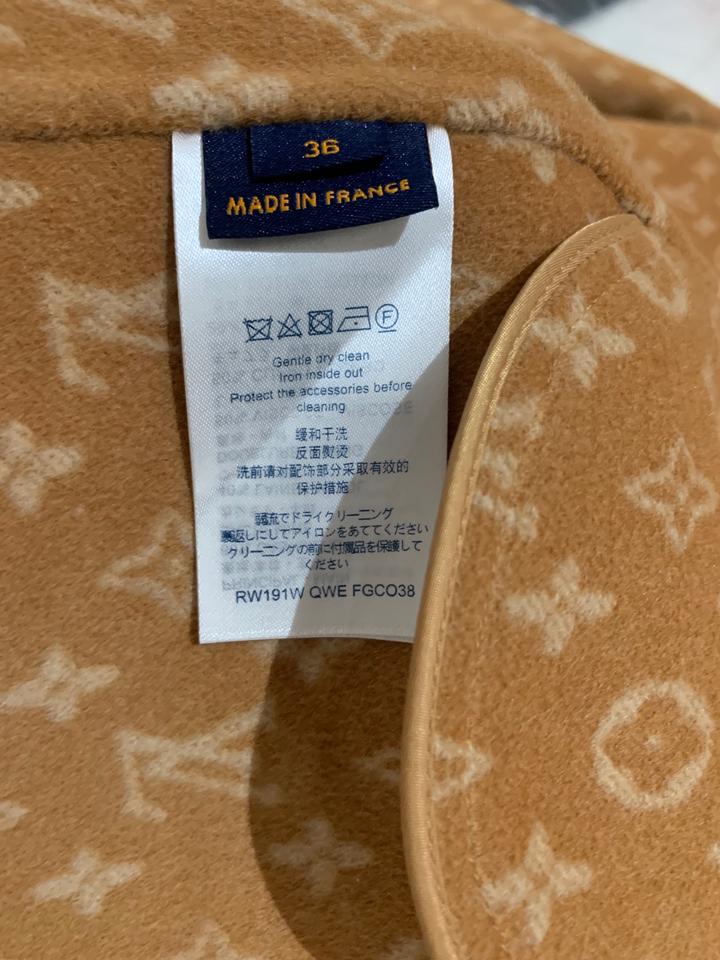 36
MADE IN FRANCE
F
Gentle dry clean
Iron inside out
Protect the accessories before
cleaning
缓和干洗
反面熨烫
洗前请对配饰部分采取有效的
保护措施
弱流でドライクリーニング
裏返しにしてアイロンをあててください
クリーニングの前に付属品を保護して
ください
RW191W QWE FGCO38